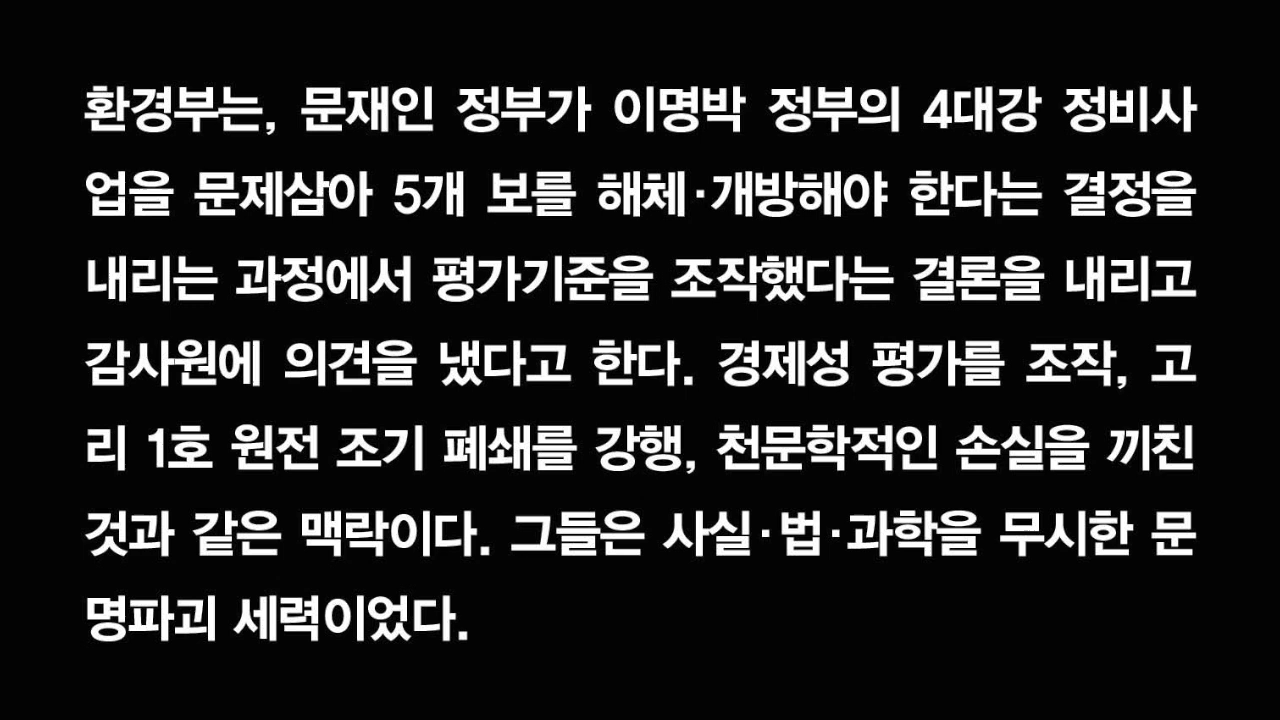 환경부는, 문재인 정부가 이명박 정부의 4대강 정비사
업을 문제삼아 5개 보를 해체·개방해야 한다는 결정을
내리는 과정에서 평가기준을 조작했다는 결론을 내리고
감사원에 의견을 냈다고 한다. 경제성 평가를 조작, 고
리 1호 원전 조기 폐쇄를 강행, 천문학적인 손실을 끼친
것과 같은 맥락이다. 그들은 사실·법·과학을 무시한 문
명파괴 세력이었다.